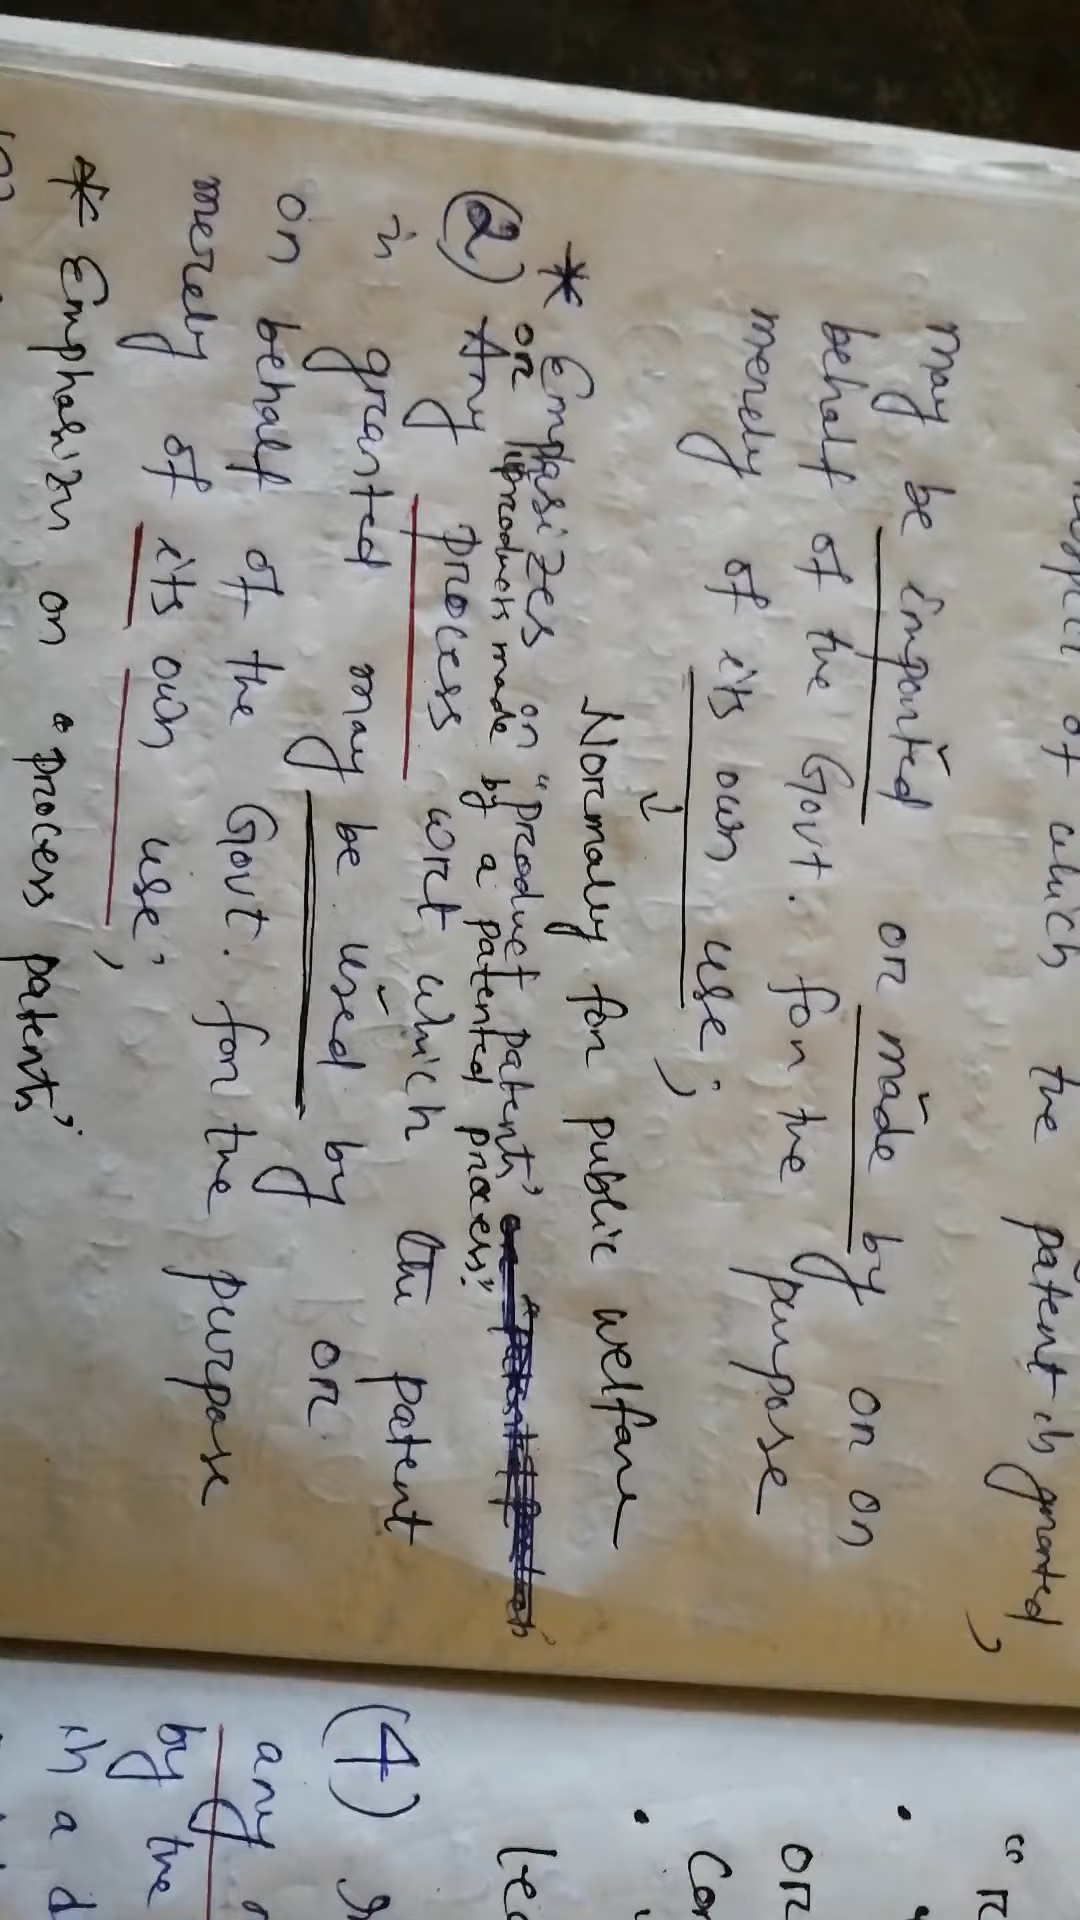 of which the patent is granted,
may be imported or made by or on
behalf of the Govt. for the purpose
merely of its own use;
↓
Normally for public welfare
* Emphasizes on "product patents'
or products made by a patented process."
(2) Any process wrt which the patent
is granted may be used by or
on behalf of the Govt. for the purpose
merely of its own use;
* Emphasizn on "process patents'
(4)
any
by the
is a d
"
or